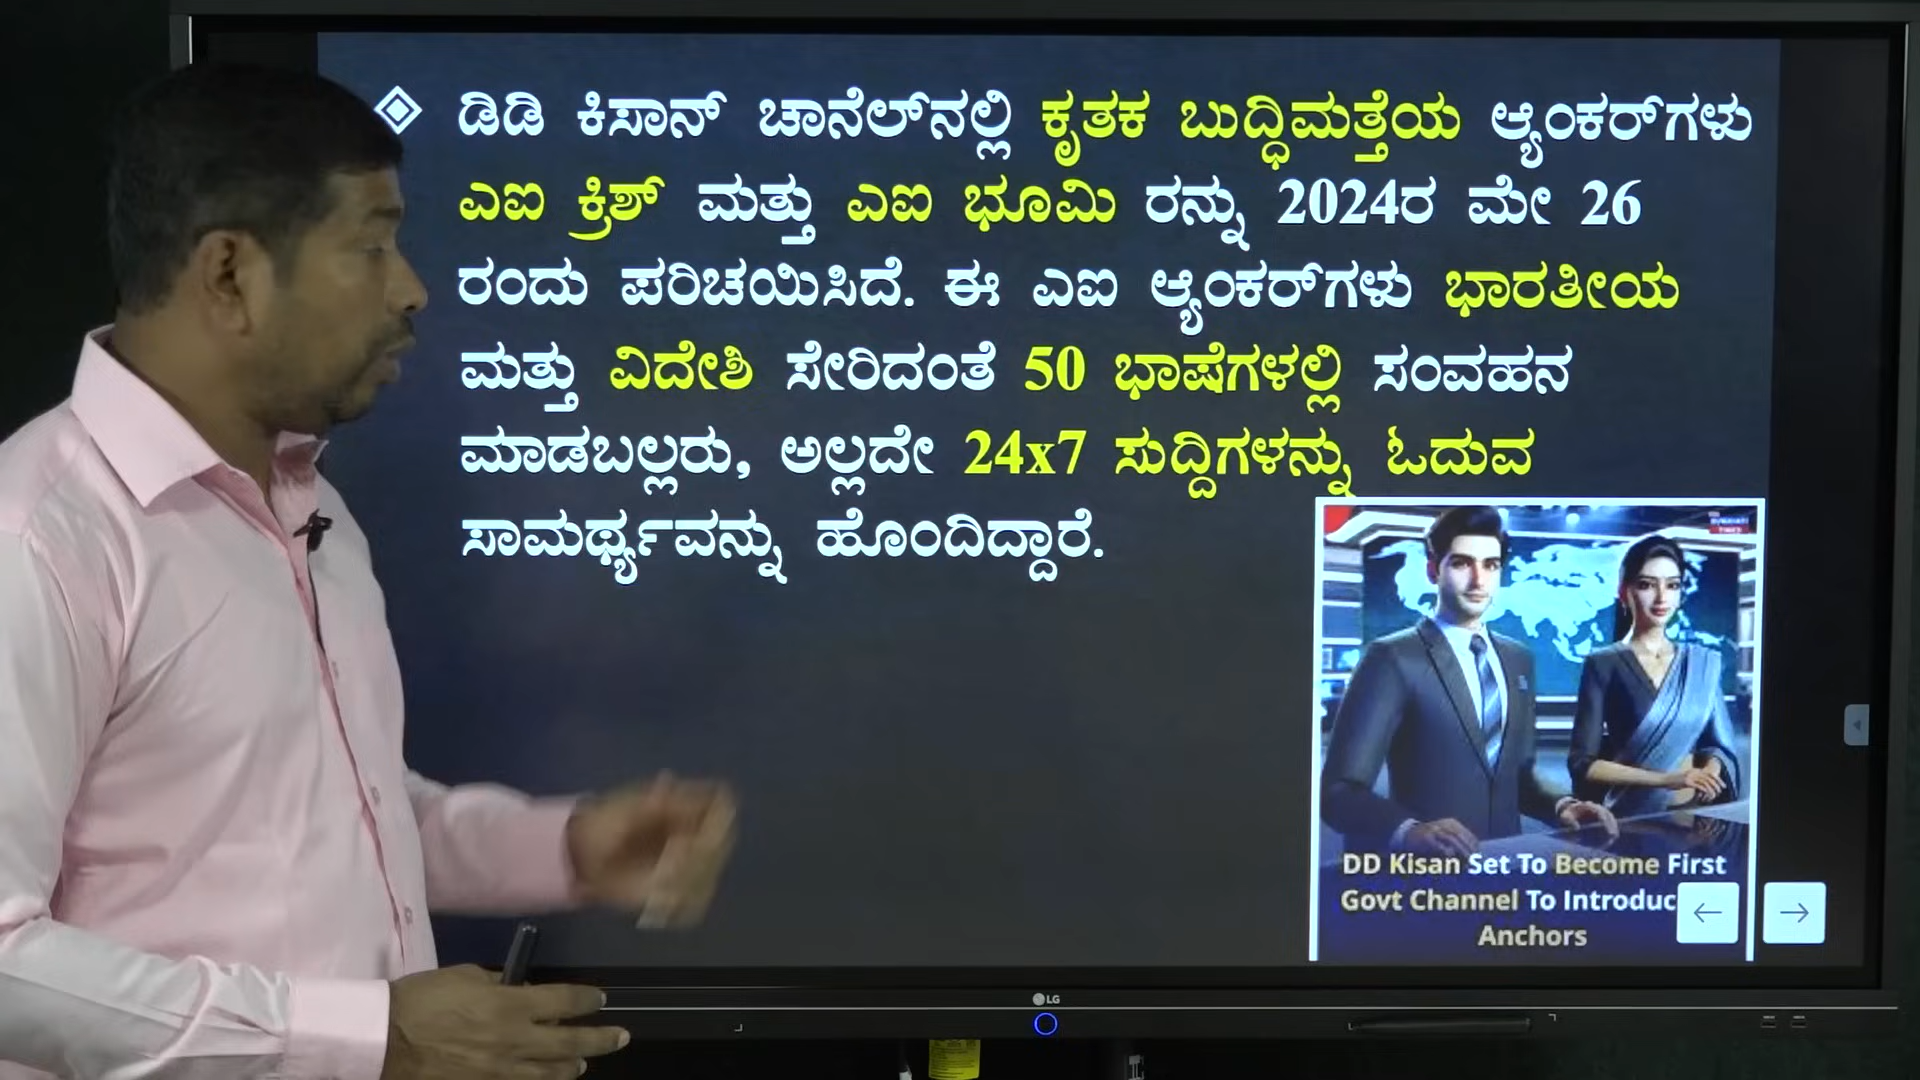 ಡಿಡಿ ಕಿಸಾನ್ ಚಾನೆಲ್‌ನಲ್ಲಿ ಕೃತಕ ಬುದ್ಧಿಮತ್ತೆಯ ಆ್ಯಂಕರ್‌ಗಳು
ಎಐ ಕ್ರಿಶ್ ಮತ್ತು ಎಐ ಭೂಮಿ ರನ್ನು 2024ರ ಮೇ 26
ರಂದು ಪರಿಚಯಿಸಿದೆ. ಈ ಎಐ ಆ್ಯಂಕರ್‌ಗಳು ಭಾರತೀಯ
ಮತ್ತು ವಿದೇಶಿ ಸೇರಿದಂತೆ 50 ಭಾಷೆಗಳಲ್ಲಿ ಸಂವಹನ
ಮಾಡಬಲ್ಲರು, ಅಲ್ಲದೇ 24x7 ಸುದ್ದಿಗಳನ್ನು ಓದುವ
ಸಾಮರ್ಥ್ಯವನ್ನು ಹೊಂದಿದ್ದಾರೆ.
DD Kisan Set To Become First
Govt Channel To Introduc
Anchors
LG